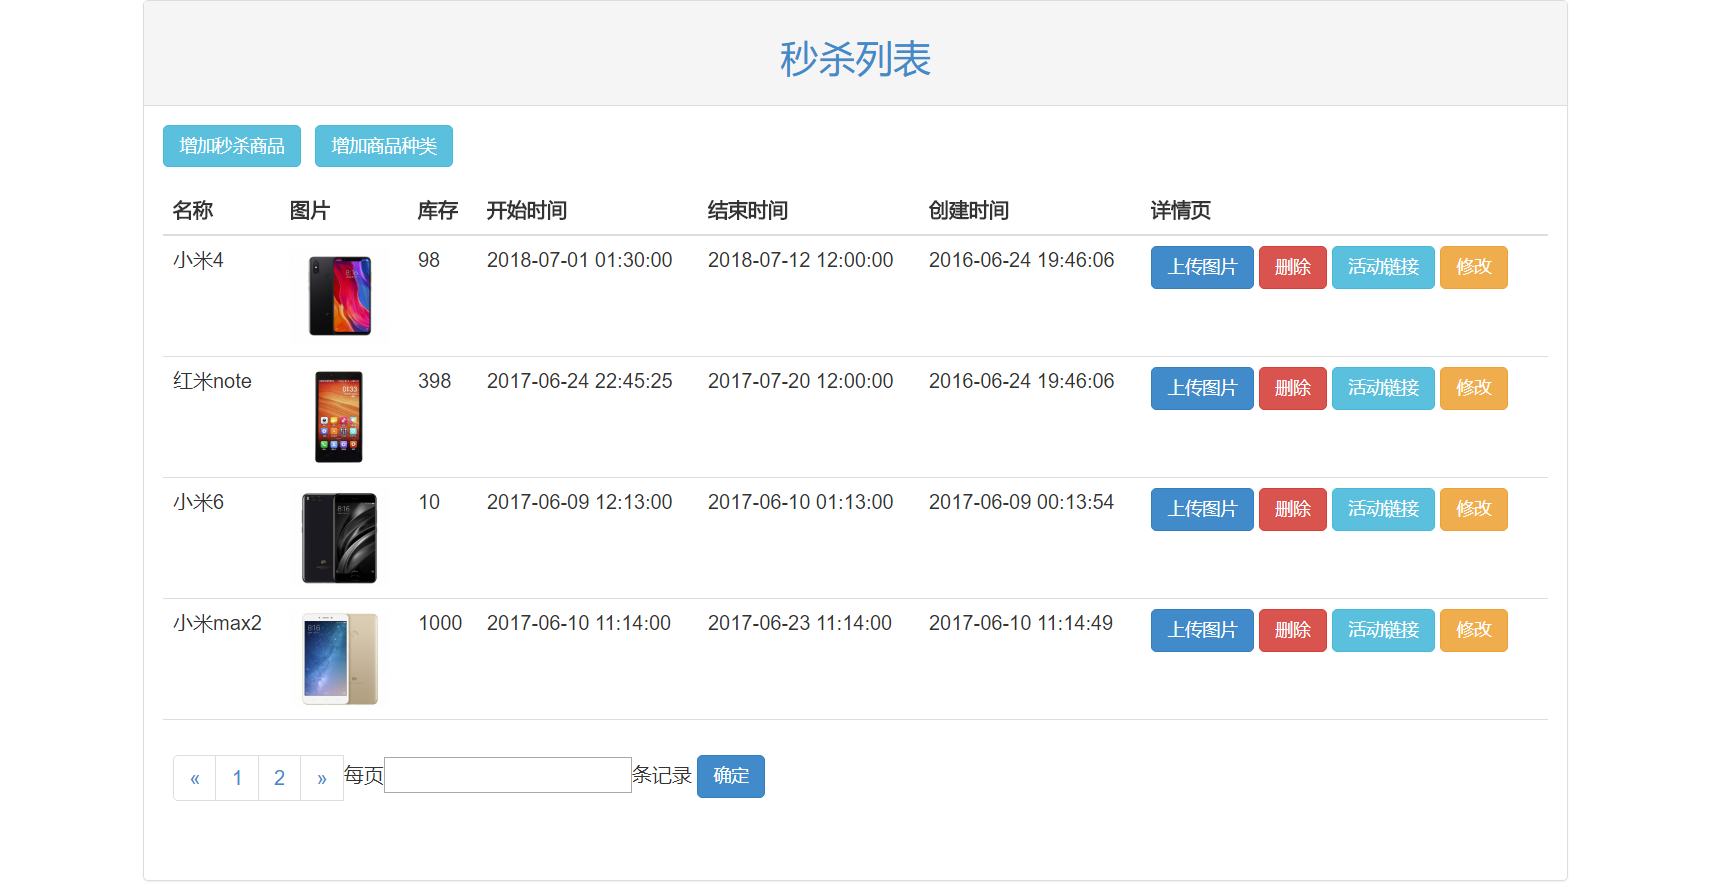 秒杀列表
增加秒杀商品 增加商品种类
名称 图片 库存 开始时间 结束时间 创建时间 详情页
小米4 98 2018-07-01 01:30:00 2018-07-12 12:00:00 2016-06-24 19:46:06 上传图片 删除 活动链接 修改
红米note 398 2017-06-24 22:45:25 2017-07-20 12:00:00 2016-06-24 19:46:06 上传图片 删除 活动链接 修改
小米6 10 2017-06-09 12:13:00 2017-06-10 01:13:00 2017-06-09 00:13:54 上传图片 删除 活动链接 修改
小米max2 1000 2017-06-10 11:14:00 2017-06-23 11:14:00 2017-06-10 11:14:49 上传图片 删除 活动链接 修改
« 1 2 » 每页 条记录 确定